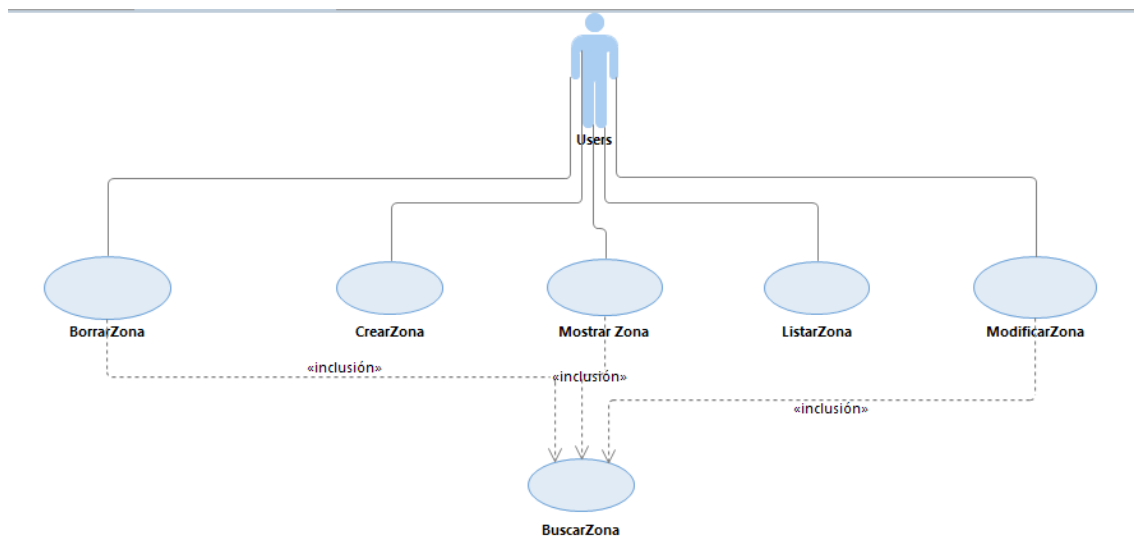 Users
BorrarZona
CrearZona
Mostrar Zona
ListarZona
ModificarZona
«inclusión»
«inclusión»
«inclusión»
BuscarZona